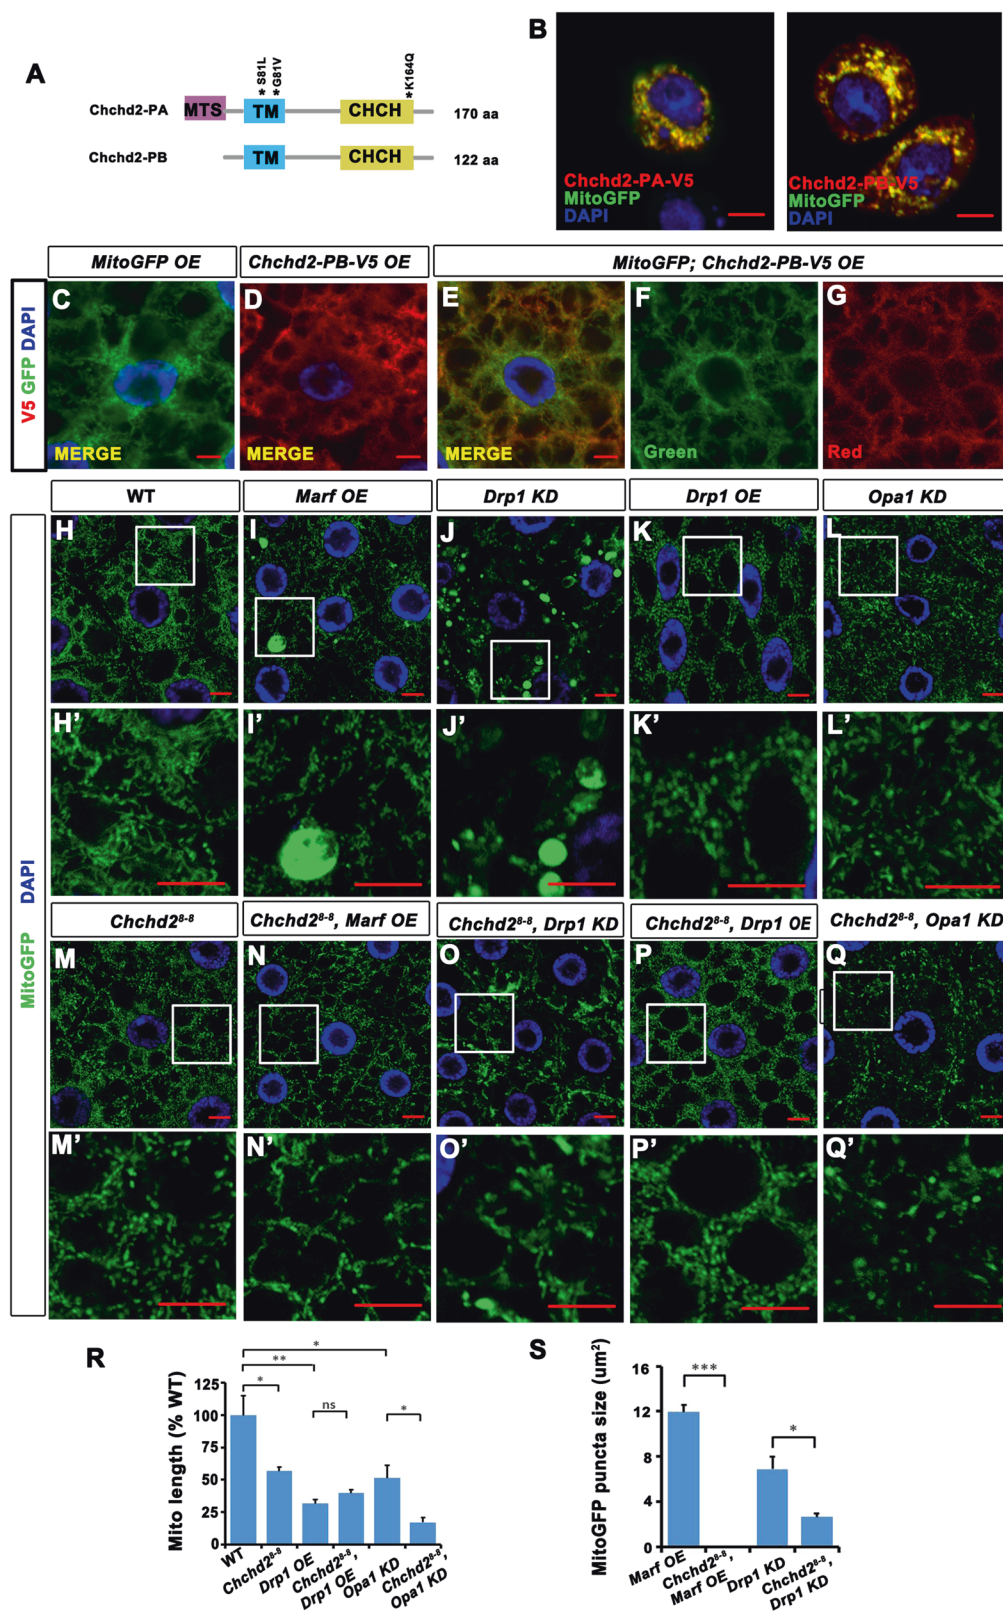 A
* S81L
* G81V
* K164Q
Chchd2-PA
MTS
TM
CHCH
170 aa
Chchd2-PB
TM
CHCH
122 aa
B
Chchd2-PA-V5
MitoGFP
DAPI
Chchd2-PB-V5
MitoGFP
DAPI
MitoGFP OE
Chchd2-PB-V5 OE
MitoGFP; Chchd2-PB-V5 OE
V5 GFP DAPI
C
D
E
F
G
MERGE
MERGE
MERGE
Green
Red
WT
Marf OE
Drp1 KD
Drp1 OE
Opa1 KD
MitoGFP DAPI
H
I
J
K
L
H'
I'
J'
K'
L'
Chchd2⁸⁻⁸
Chchd2⁸⁻⁸, Marf OE
Chchd2⁸⁻⁸, Drp1 KD
Chchd2⁸⁻⁸, Drp1 OE
Chchd2⁸⁻⁸, Opa1 KD
M
N
O
P
Q
M'
N'
O'
P'
Q'
R
Mito length (% WT)
125
100
75
50
25
0
*
**
*
ns
*
WT
Chchd2⁸⁻⁸
Drp1 OE
Chchd2⁸⁻⁸,
Drp1 OE
Opa1 KD
Chchd2⁸⁻⁸,
Opa1 KD
S
MitoGFP puncta size (um²)
16
12
8
4
0
***
*
Marf OE
Chchd2⁸⁻⁸,
Marf OE
Drp1 KD
Chchd2⁸⁻⁸,
Drp1 KD